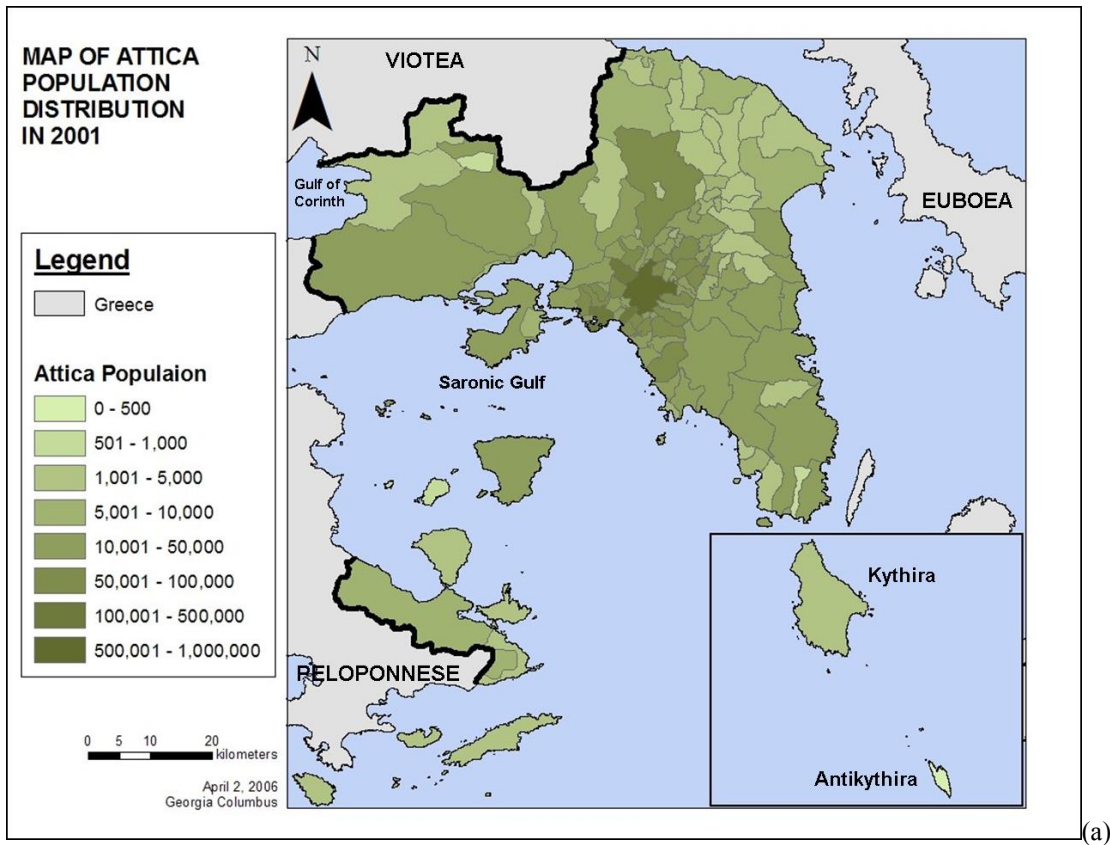 MAP OF ATTICA
POPULATION
DISTRIBUTION
IN 2001
N
VIOTEA
Gulf of
Corinth
EUBOEA
Legend
Greece
Attica Populaion
0 - 500
501 - 1,000
1,001 - 5,000
5,001 - 10,000
10,001 - 50,000
50,001 - 100,000
100,001 - 500,000
500,001 - 1,000,000
Saronic Gulf
PELOPONNESE
Kythira
Antikythira
0 5 10 20
kilometers
April 2, 2006
Georgia Columbus
(a)